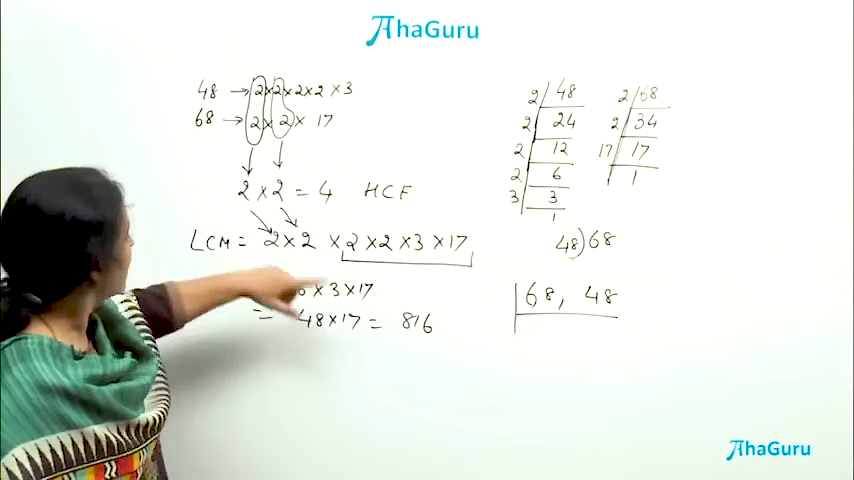 AhaGuru
48 → 2×2×2×2×3
68 → 2×2×17
2×2 = 4 HCF
LCM = 2×2×2×2×3×17
6×3×17
= 48×17 = 816
2 48
2 24
2 12
2 6
3 3
1
2 68
2 34
17 17
1
48)68
68, 48
AhaGuru